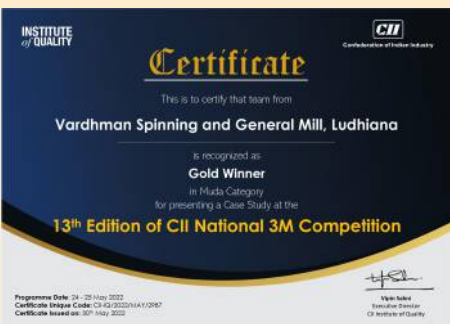 INSTITUTE
of QUALITY
CII
Confederation of Indian Industry
Certificate
This is to certify that team from
Vardhman Spinning and General Mill, Ludhiana
is recognized as
Gold Winner
in Muda Category
for presenting a Case Study at the
13th Edition of CII National 3M Competition
Programme Date: 24 - 25 May 2022
Certificate Unique Code: CII-IQ/2022/MAY/2987
Certificate Issued on: 30th May 2022
Vipin Sahni
Executive Director
CII Institute of Quality